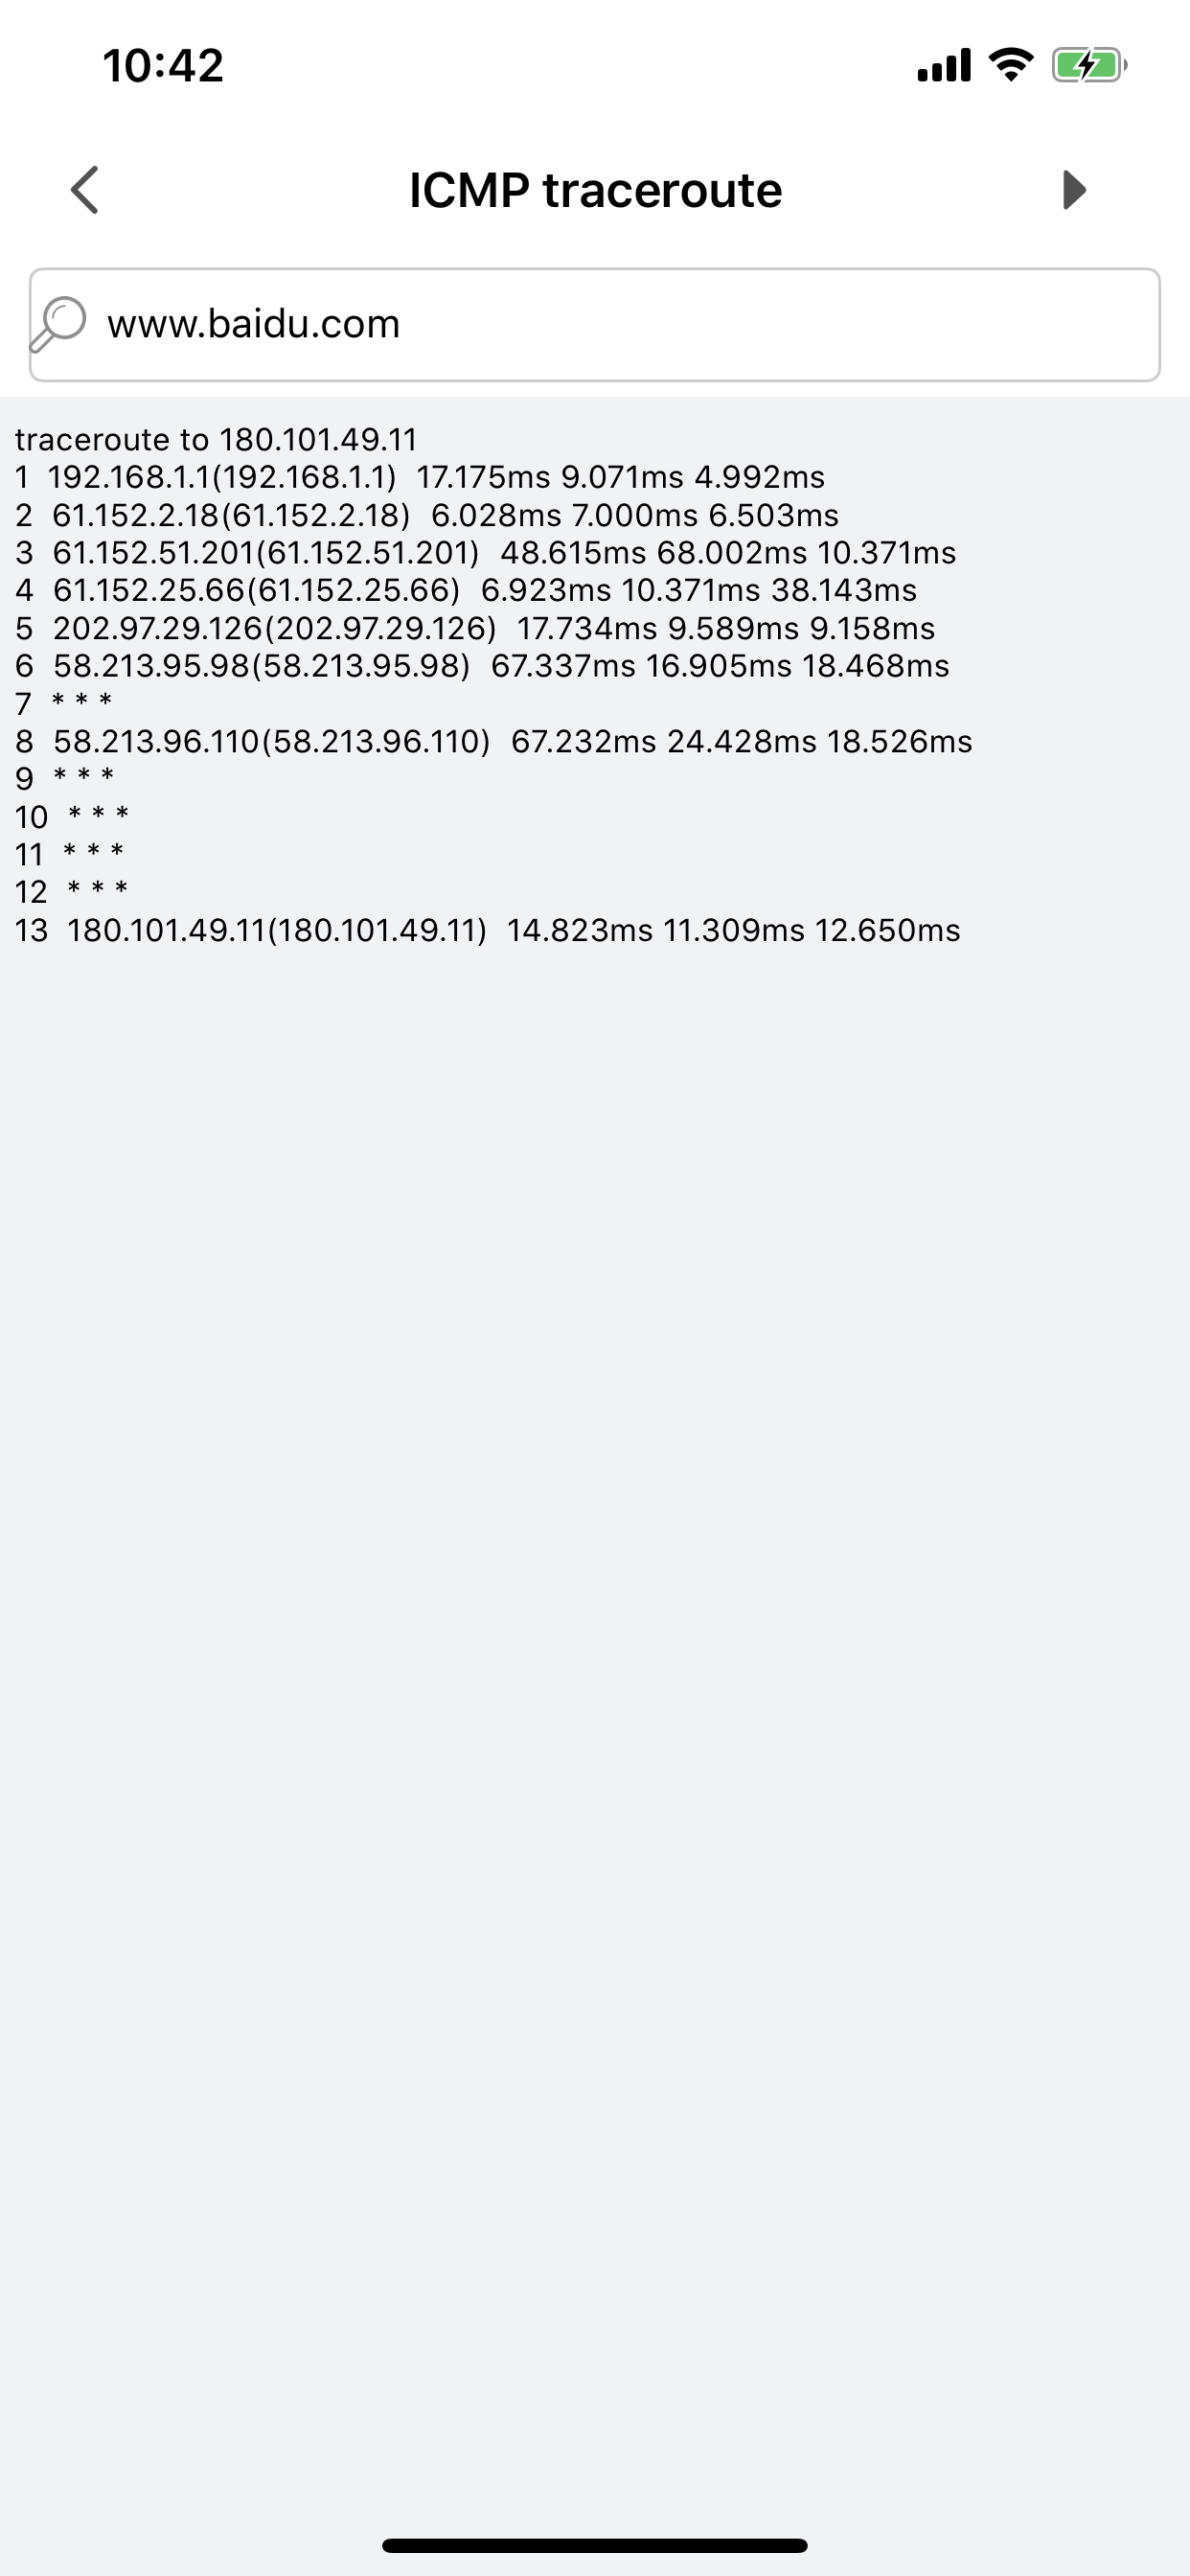 10:42
ICMP traceroute
www.baidu.com
traceroute to 180.101.49.11
1  192.168.1.1(192.168.1.1)  17.175ms 9.071ms 4.992ms
2  61.152.2.18(61.152.2.18)  6.028ms 7.000ms 6.503ms
3  61.152.51.201(61.152.51.201)  48.615ms 68.002ms 10.371ms
4  61.152.25.66(61.152.25.66)  6.923ms 10.371ms 38.143ms
5  202.97.29.126(202.97.29.126)  17.734ms 9.589ms 9.158ms
6  58.213.95.98(58.213.95.98)  67.337ms 16.905ms 18.468ms
7  * * *
8  58.213.96.110(58.213.96.110)  67.232ms 24.428ms 18.526ms
9  * * *
10  * * *
11  * * *
12  * * *
13  180.101.49.11(180.101.49.11)  14.823ms 11.309ms 12.650ms